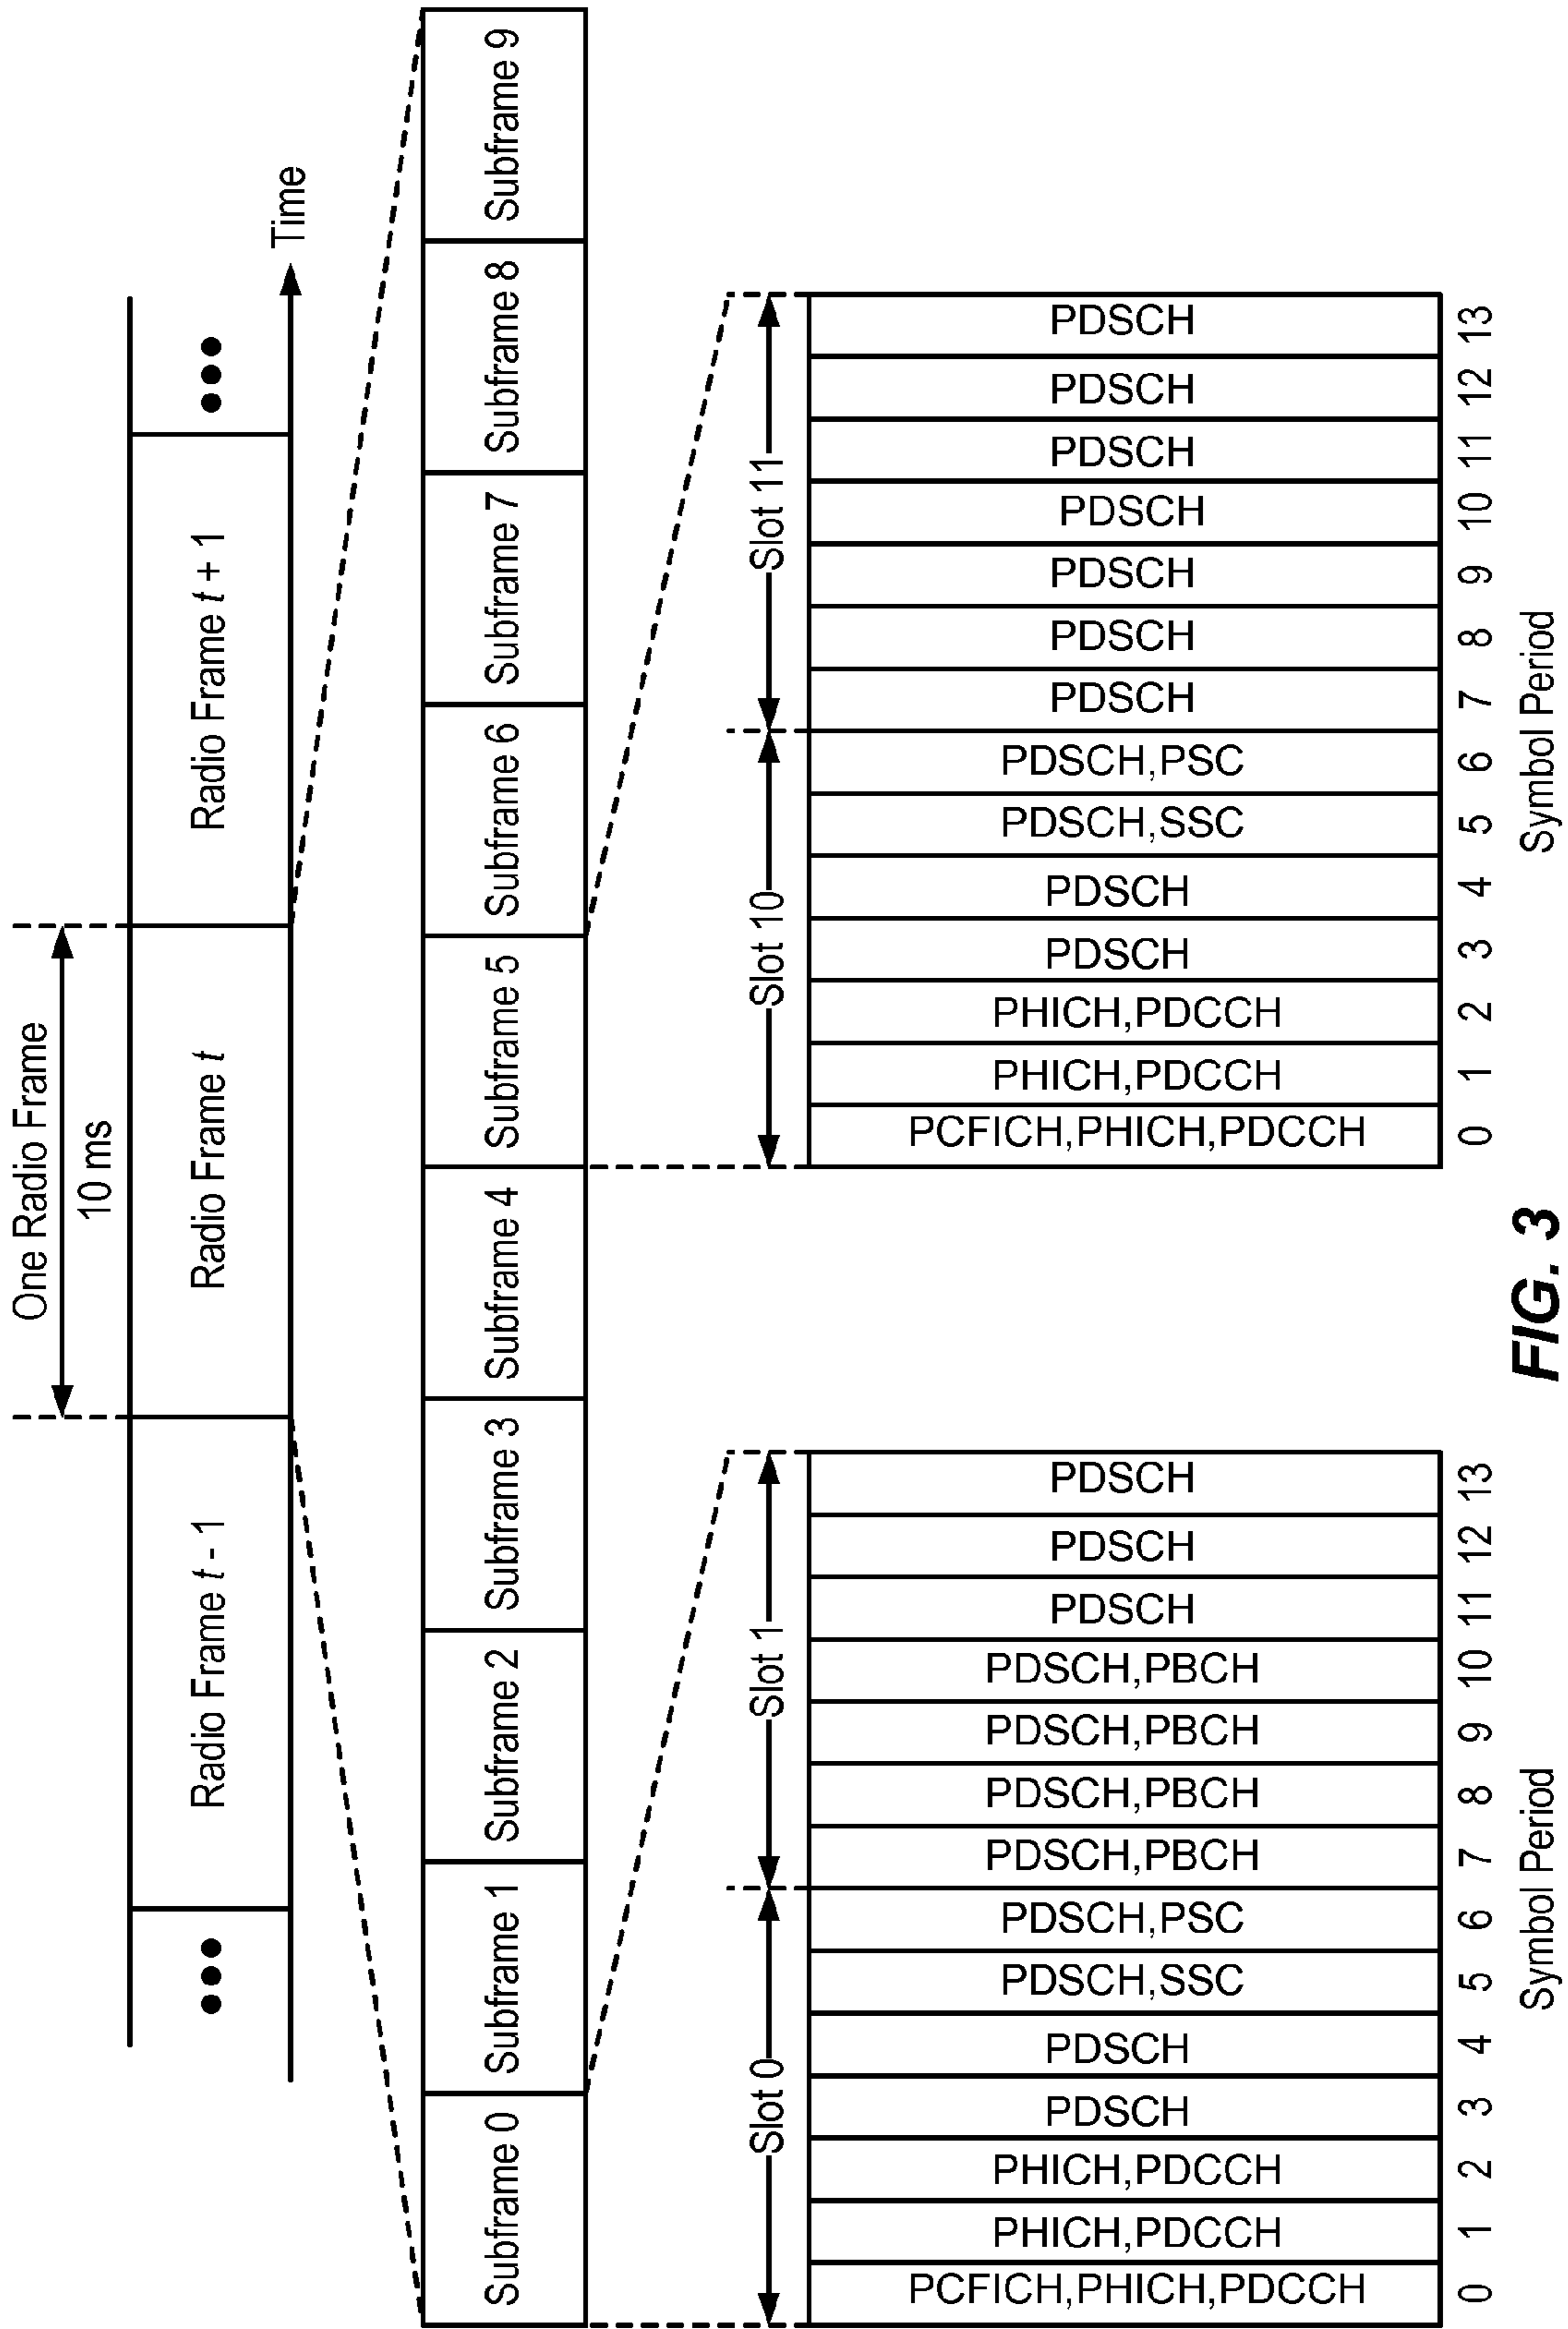 One Radio Frame
10 ms
Radio Frame t - 1
Radio Frame t
Radio Frame t + 1
Time
Subframe 0
Subframe 1
Subframe 2
Subframe 3
Subframe 4
Subframe 5
Subframe 6
Subframe 7
Subframe 8
Subframe 9
Slot 0
Slot 1
PCFICH,PHICH,PDCCH
PHICH,PDCCH
PHICH,PDCCH
PDSCH
PDSCH
PDSCH,SSC
PDSCH,PSC
PDSCH,PBCH
PDSCH,PBCH
PDSCH,PBCH
PDSCH,PBCH
PDSCH
PDSCH
PDSCH
0 1 2 3 4 5 6 7 8 9 10 11 12 13
Symbol Period
Slot 10
Slot 11
PCFICH,PHICH,PDCCH
PHICH,PDCCH
PHICH,PDCCH
PDSCH
PDSCH
PDSCH,SSC
PDSCH,PSC
PDSCH
PDSCH
PDSCH
PDSCH
PDSCH
PDSCH
PDSCH
0 1 2 3 4 5 6 7 8 9 10 11 12 13
Symbol Period
FIG. 3